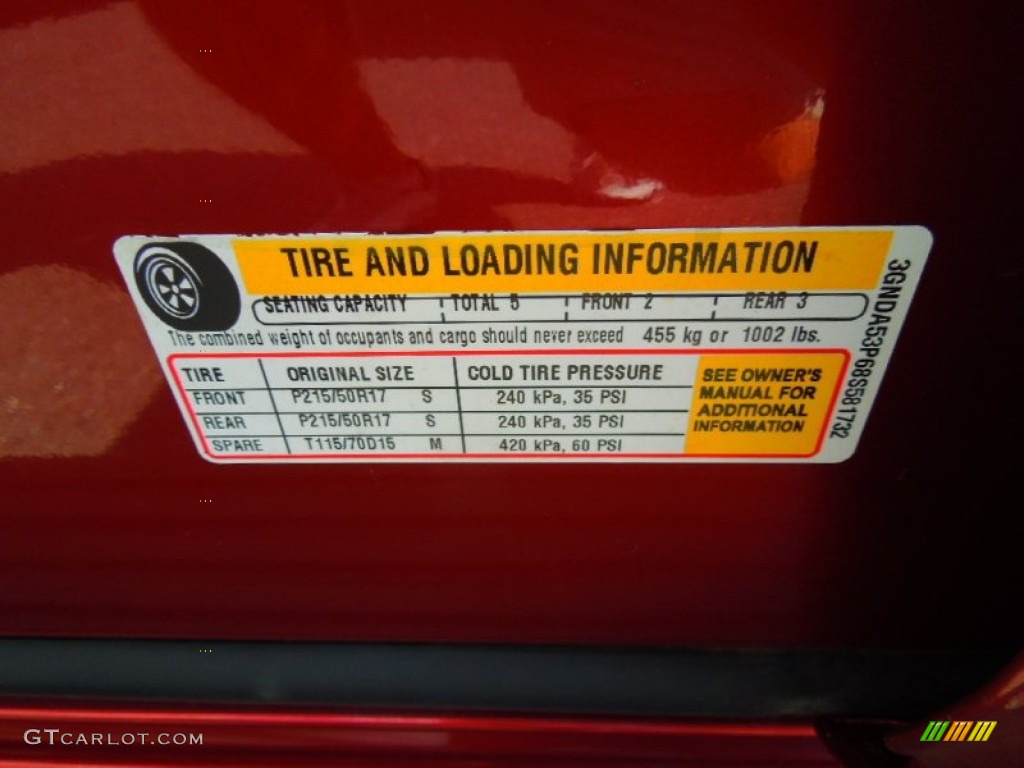 TIRE AND LOADING INFORMATION
SEATING CAPACITY TOTAL 5 FRONT 2 REAR 3
The combined weight of occupants and cargo should never exceed 455 kg or 1002 lbs.
TIRE ORIGINAL SIZE COLD TIRE PRESSURE
FRONT P215/50R17 S 240 kPa, 35 PSI
REAR P215/50R17 S 240 kPa, 35 PSI
SPARE T115/70D15 M 420 kPa, 60 PSI
SEE OWNER'S
MANUAL FOR
ADDITIONAL
INFORMATION
3GNDA53P68S581732
GTCARLOT.COM